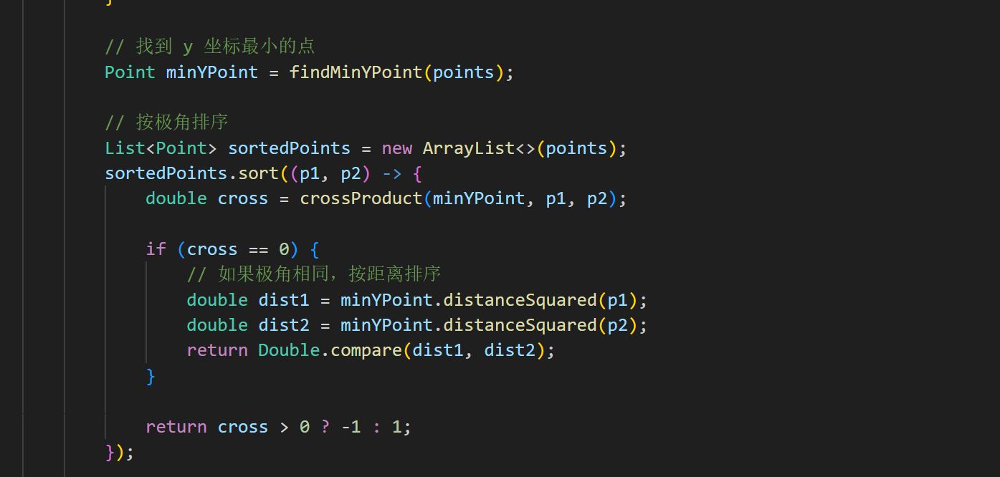 }
// 找到 y 坐标最小的点
Point minYPoint = findMinYPoint(points);
// 按极角排序
List<Point> sortedPoints = new ArrayList<>(points);
sortedPoints.sort((p1, p2) -> {
double cross = crossProduct(minYPoint, p1, p2);
if (cross == 0) {
// 如果极角相同，按距离排序
double dist1 = minYPoint.distanceSquared(p1);
double dist2 = minYPoint.distanceSquared(p2);
return Double.compare(dist1, dist2);
}
return cross > 0 ? -1 : 1;
});